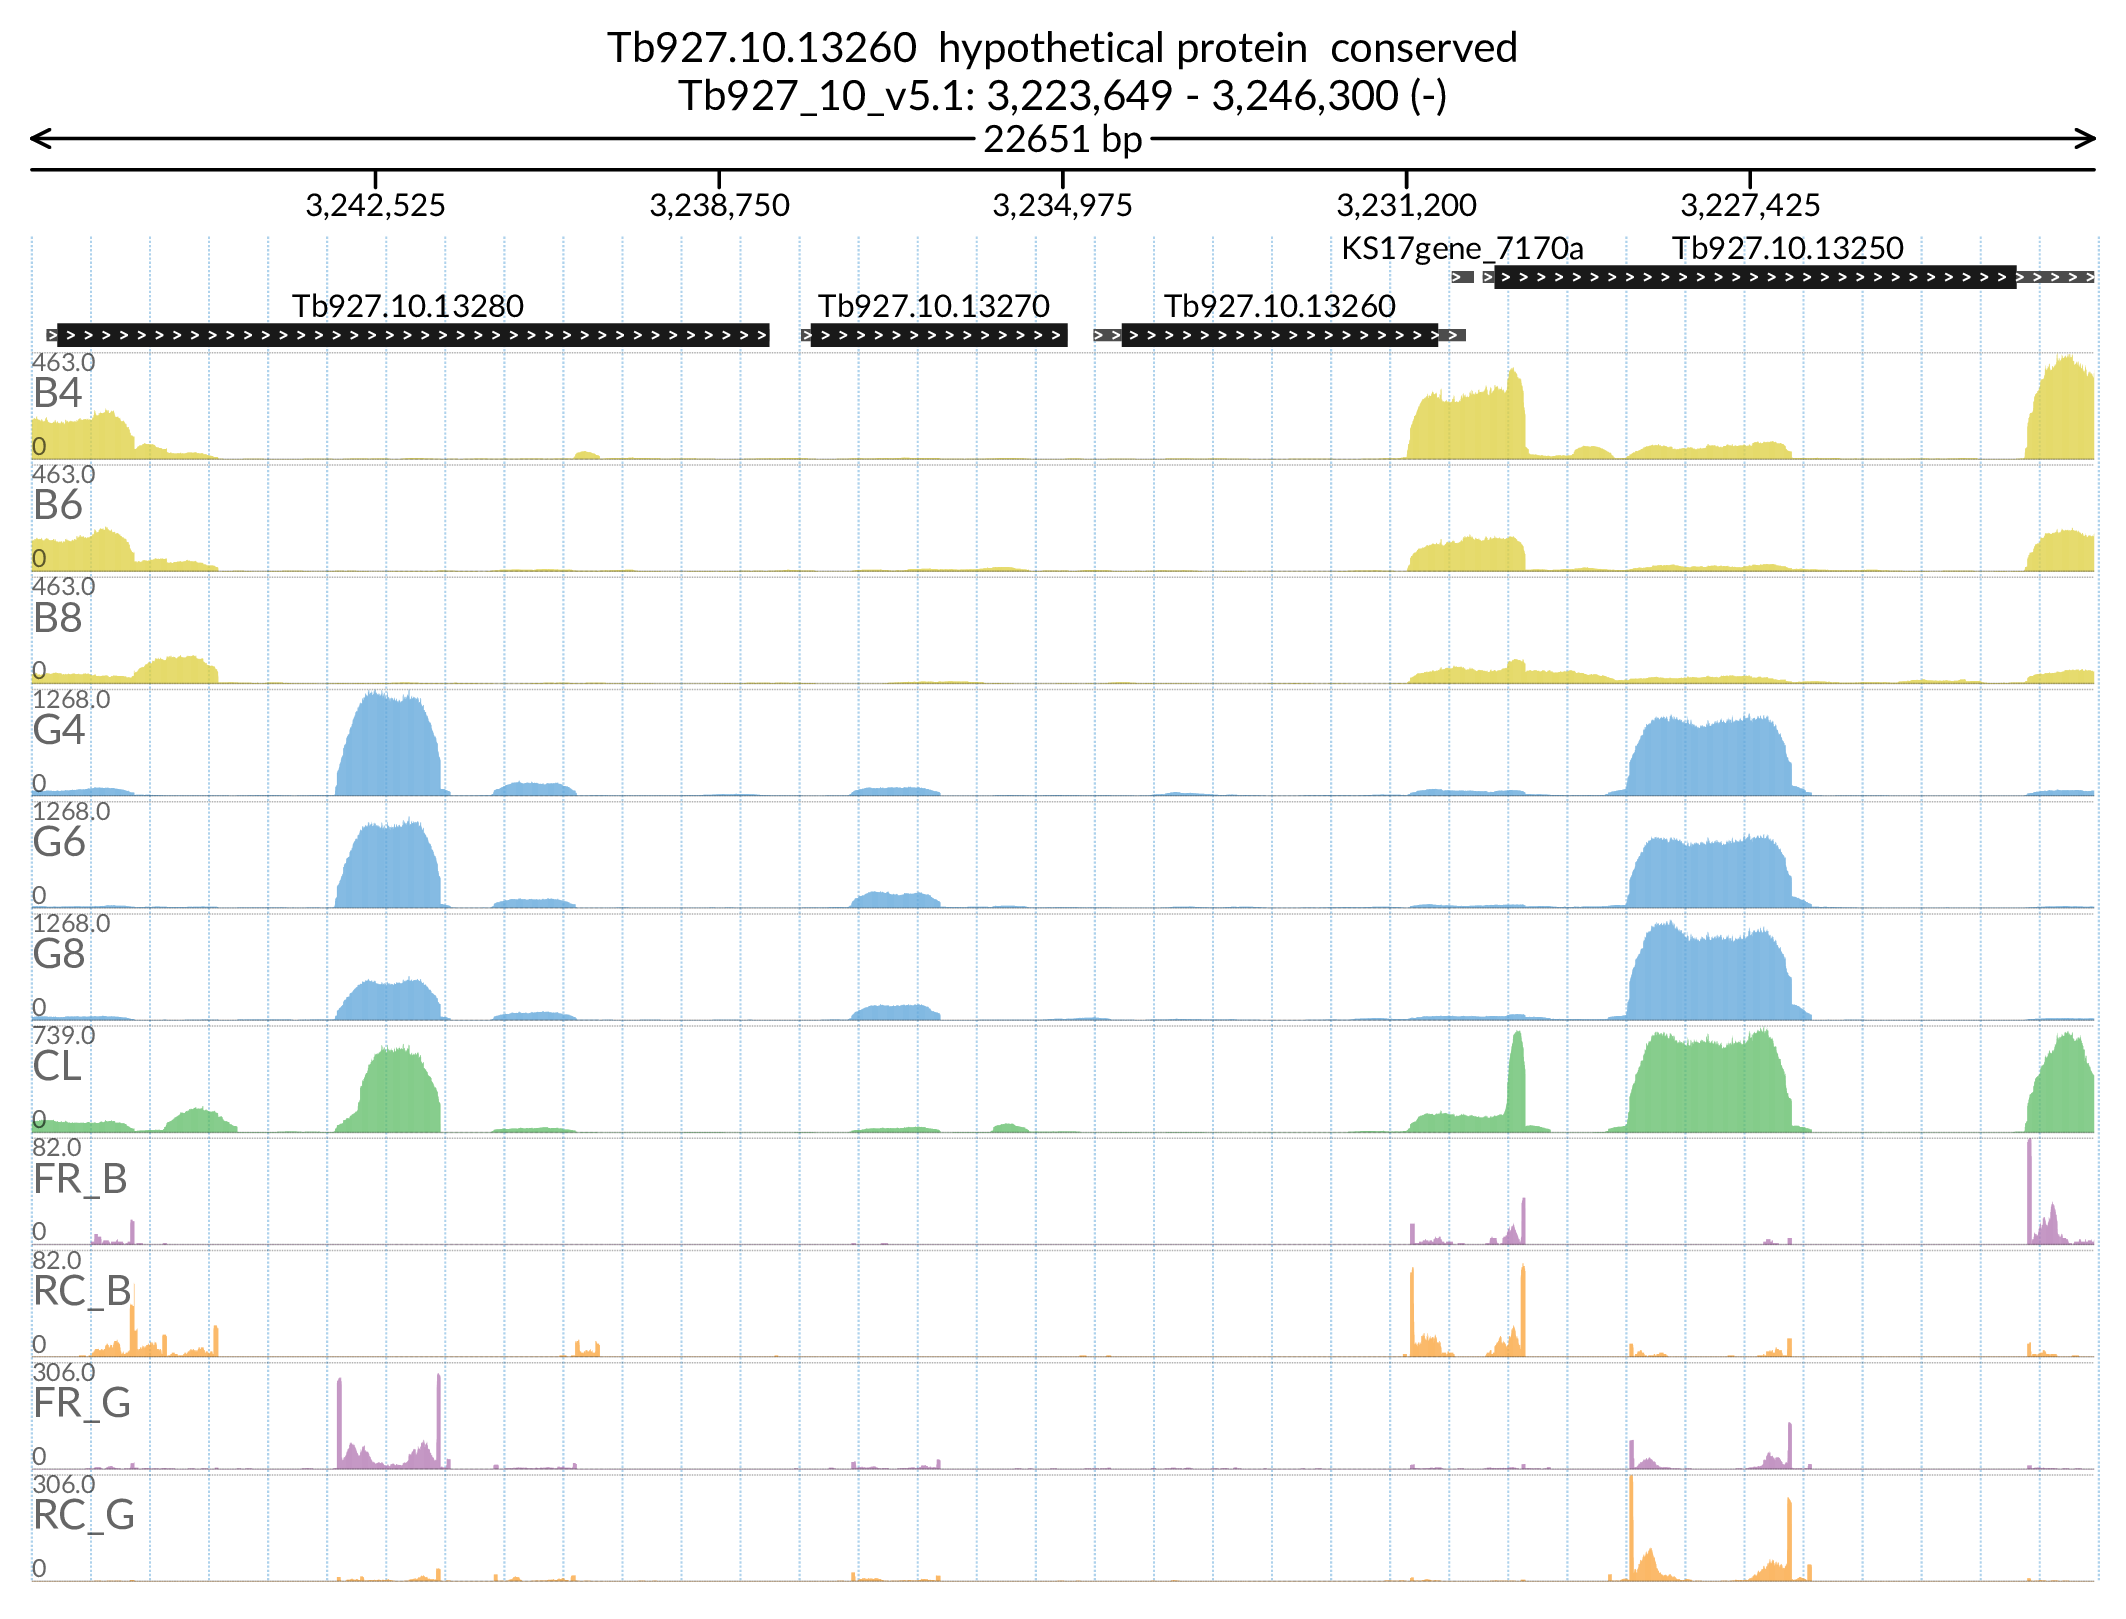 Tb927.10.13260  hypothetical protein  conserved
Tb927_10_v5.1: 3,223,649 - 3,246,300 (-)
22651 bp
3,242,525 3,238,750 3,234,975 3,231,200 3,227,425
KS17gene_7170a Tb927.10.13250
Tb927.10.13280 Tb927.10.13270 Tb927.10.13260
463.0
B4
0
463.0
B6
0
463.0
B8
0
1268.0
G4
0
1268.0
G6
0
1268.0
G8
0
739.0
CL
0
82.0
FR_B
0
82.0
RC_B
0
306.0
FR_G
0
306.0
RC_G
0